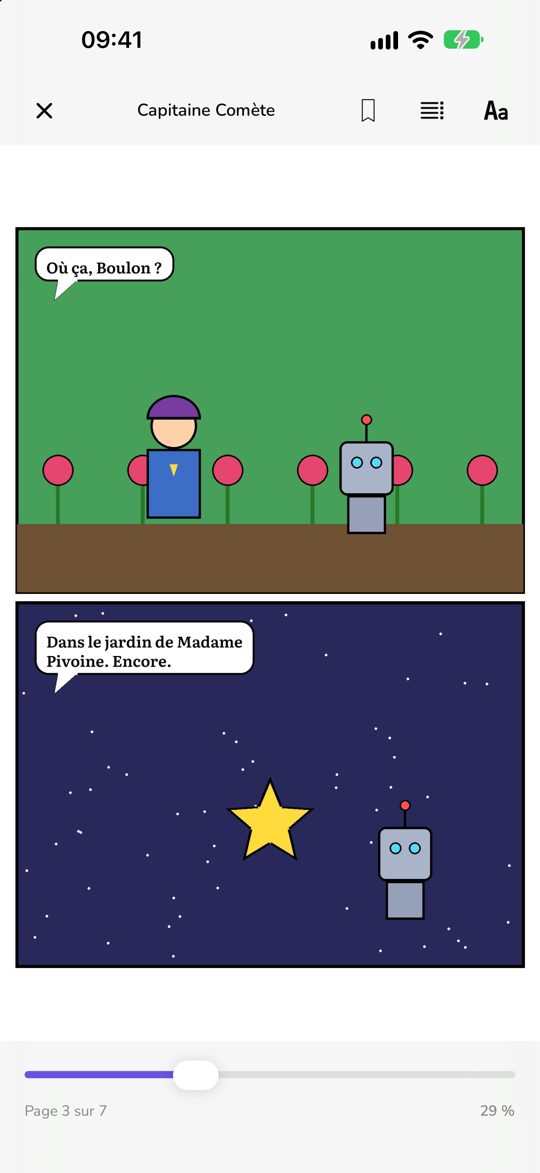 09:41
Capitaine Comète
Aa
Où ça, Boulon ?
Dans le jardin de Madame
Pivoine. Encore.
Page 3 sur 7
29 %